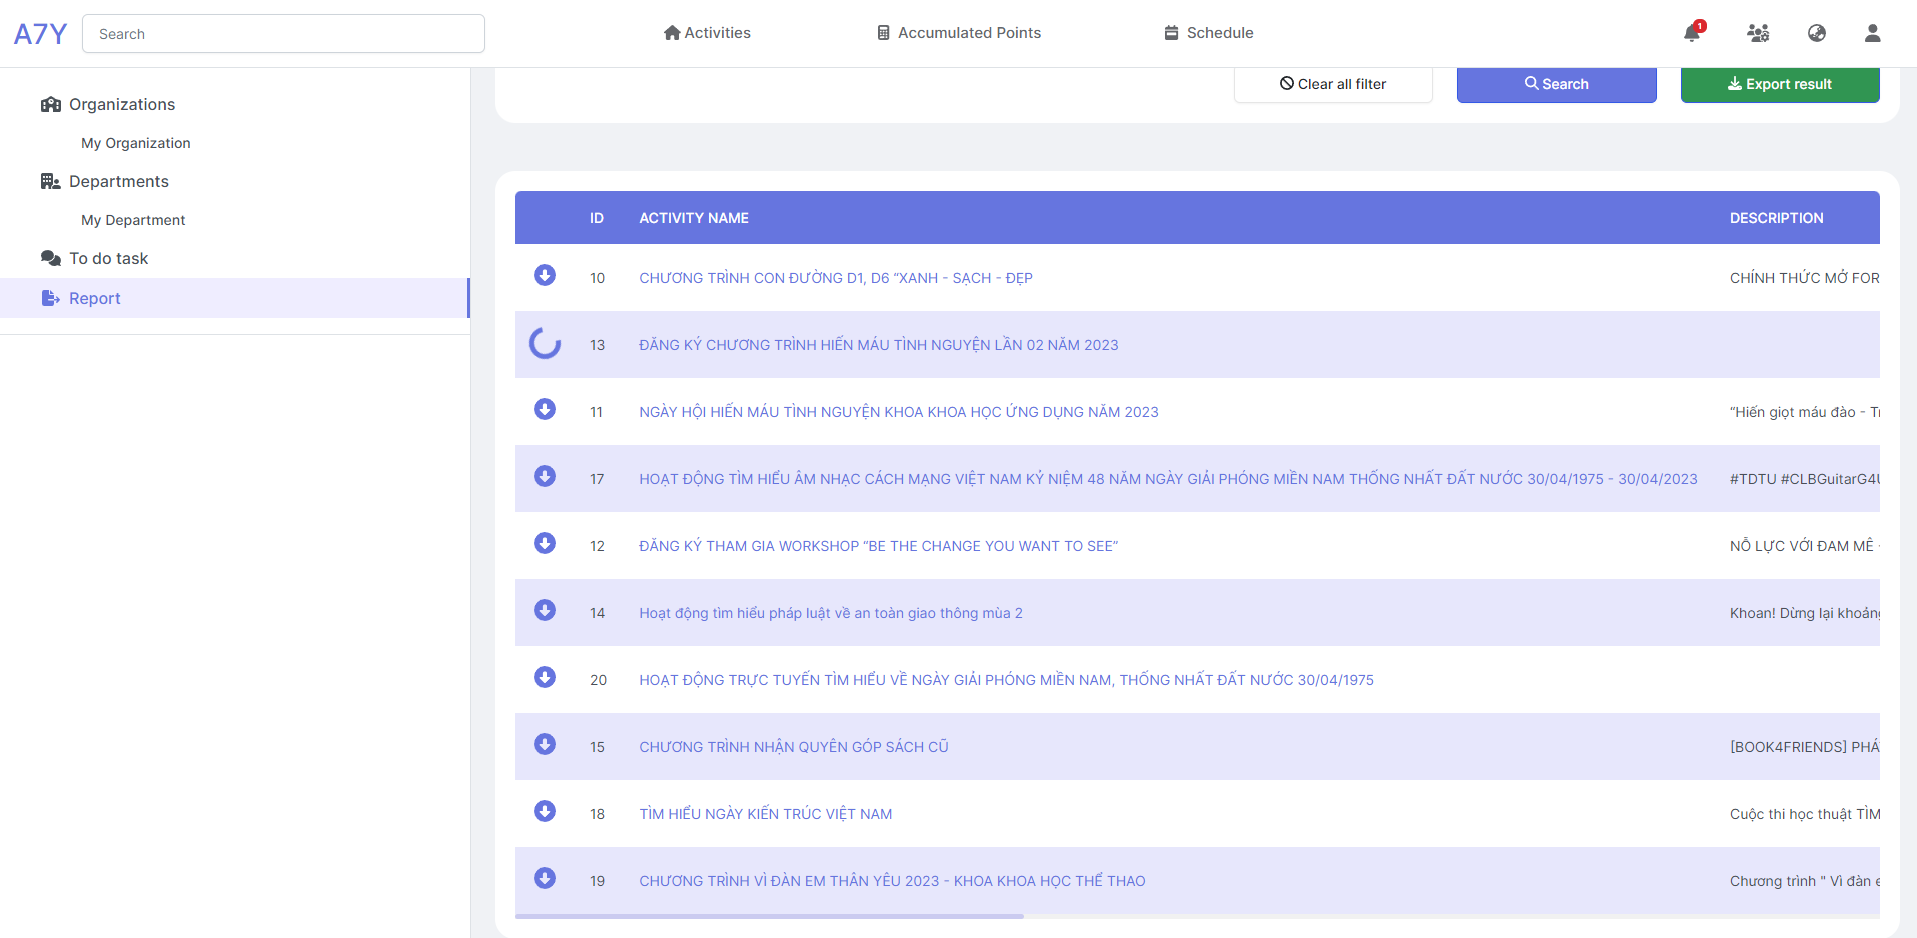 A7Y
Search
Activities
Accumulated Points
Schedule
1
Organizations
My Organization
Departments
My Department
To do task
Report
Clear all filter
Search
Export result
ID ACTIVITY NAME DESCRIPTION
10 CHƯƠNG TRÌNH CON ĐƯỜNG D1, D6 “XANH - SẠCH - ĐẸP CHÍNH THỨC MỞ FOR
13 ĐĂNG KÝ CHƯƠNG TRÌNH HIẾN MÁU TÌNH NGUYỆN LẦN 02 NĂM 2023
11 NGÀY HỘI HIẾN MÁU TÌNH NGUYỆN KHOA KHOA HỌC ỨNG DỤNG NĂM 2023 “Hiến giọt máu đào - Tr
17 HOẠT ĐỘNG TÌM HIỂU ÂM NHẠC CÁCH MẠNG VIỆT NAM KỶ NIỆM 48 NĂM NGÀY GIẢI PHÓNG MIỀN NAM THỐNG NHẤT ĐẤT NƯỚC 30/04/1975 - 30/04/2023 #TDTU #CLBGuitarG4U
12 ĐĂNG KÝ THAM GIA WORKSHOP “BE THE CHANGE YOU WANT TO SEE” NỖ LỰC VỚI ĐAM MÊ -
14 Hoạt động tìm hiểu pháp luật về an toàn giao thông mùa 2 Khoan! Dừng lại khoảng
20 HOẠT ĐỘNG TRỰC TUYẾN TÌM HIỂU VỀ NGÀY GIẢI PHÓNG MIỀN NAM, THỐNG NHẤT ĐẤT NƯỚC 30/04/1975
15 CHƯƠNG TRÌNH NHẬN QUYÊN GÓP SÁCH CŨ [BOOK4FRIENDS] PHÁ
18 TÌM HIỂU NGÀY KIẾN TRÚC VIỆT NAM Cuộc thi học thuật TÌM
19 CHƯƠNG TRÌNH VÌ ĐÀN EM THÂN YÊU 2023 - KHOA KHOA HỌC THỂ THAO Chương trình " Vì đàn e